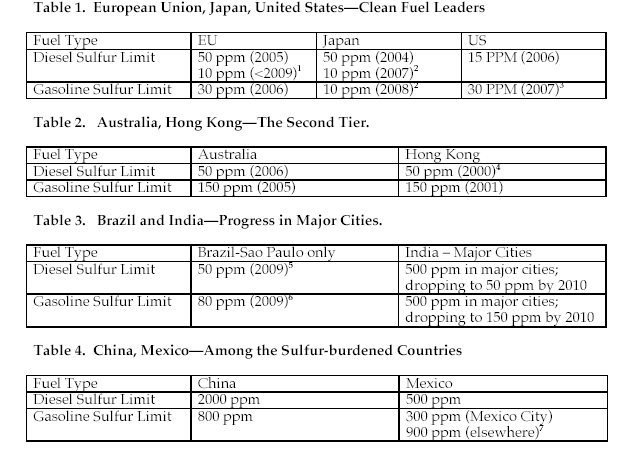 Table 1. European Union, Japan, United States—Clean Fuel Leaders
Fuel Type EU Japan US
Diesel Sulfur Limit 50 ppm (2005) 50 ppm (2004) 15 PPM (2006)
10 ppm (<2009)¹ 10 ppm (2007)²
Gasoline Sulfur Limit 30 ppm (2006) 10 ppm (2008)² 30 PPM (2007)³
Table 2. Australia, Hong Kong—The Second Tier.
Fuel Type Australia Hong Kong
Diesel Sulfur Limit 50 ppm (2006) 50 ppm (2000)⁴
Gasoline Sulfur Limit 150 ppm (2005) 150 ppm (2001)
Table 3. Brazil and India—Progress in Major Cities.
Fuel Type Brazil-Sao Paulo only India – Major Cities
Diesel Sulfur Limit 50 ppm (2009)⁵ 500 ppm in major cities;
dropping to 50 ppm by 2010
Gasoline Sulfur Limit 80 ppm (2009)⁶ 500 ppm in major cities;
dropping to 150 ppm by 2010
Table 4. China, Mexico—Among the Sulfur-burdened Countries
Fuel Type China Mexico
Diesel Sulfur Limit 2000 ppm 500 ppm
Gasoline Sulfur Limit 800 ppm 300 ppm (Mexico City)
900 ppm (elsewhere)⁷